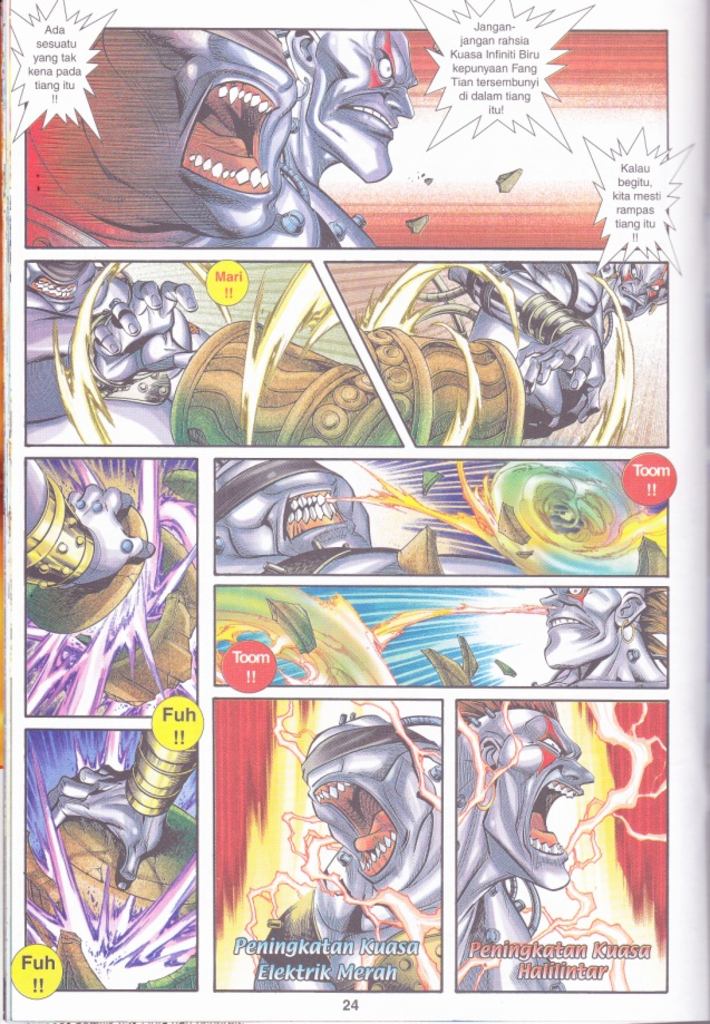 Ada
sesuatu
yang tak
kena pada
tiang itu
!!
Jangan-
jangan rahsia
Kuasa Infiniti Biru
kepunyaan Fang
Tian tersembunyi
di dalam tiang
itu!
Kalau
begitu,
kita mesti
rampas
tiang itu
!!
Mari
!!
Toom
!!
Toom
!!
Fuh
!!
Fuh
!!
Peningkatan Kuasa
Elektrik Merah
Peningkatan Kuasa
Halilintar
24